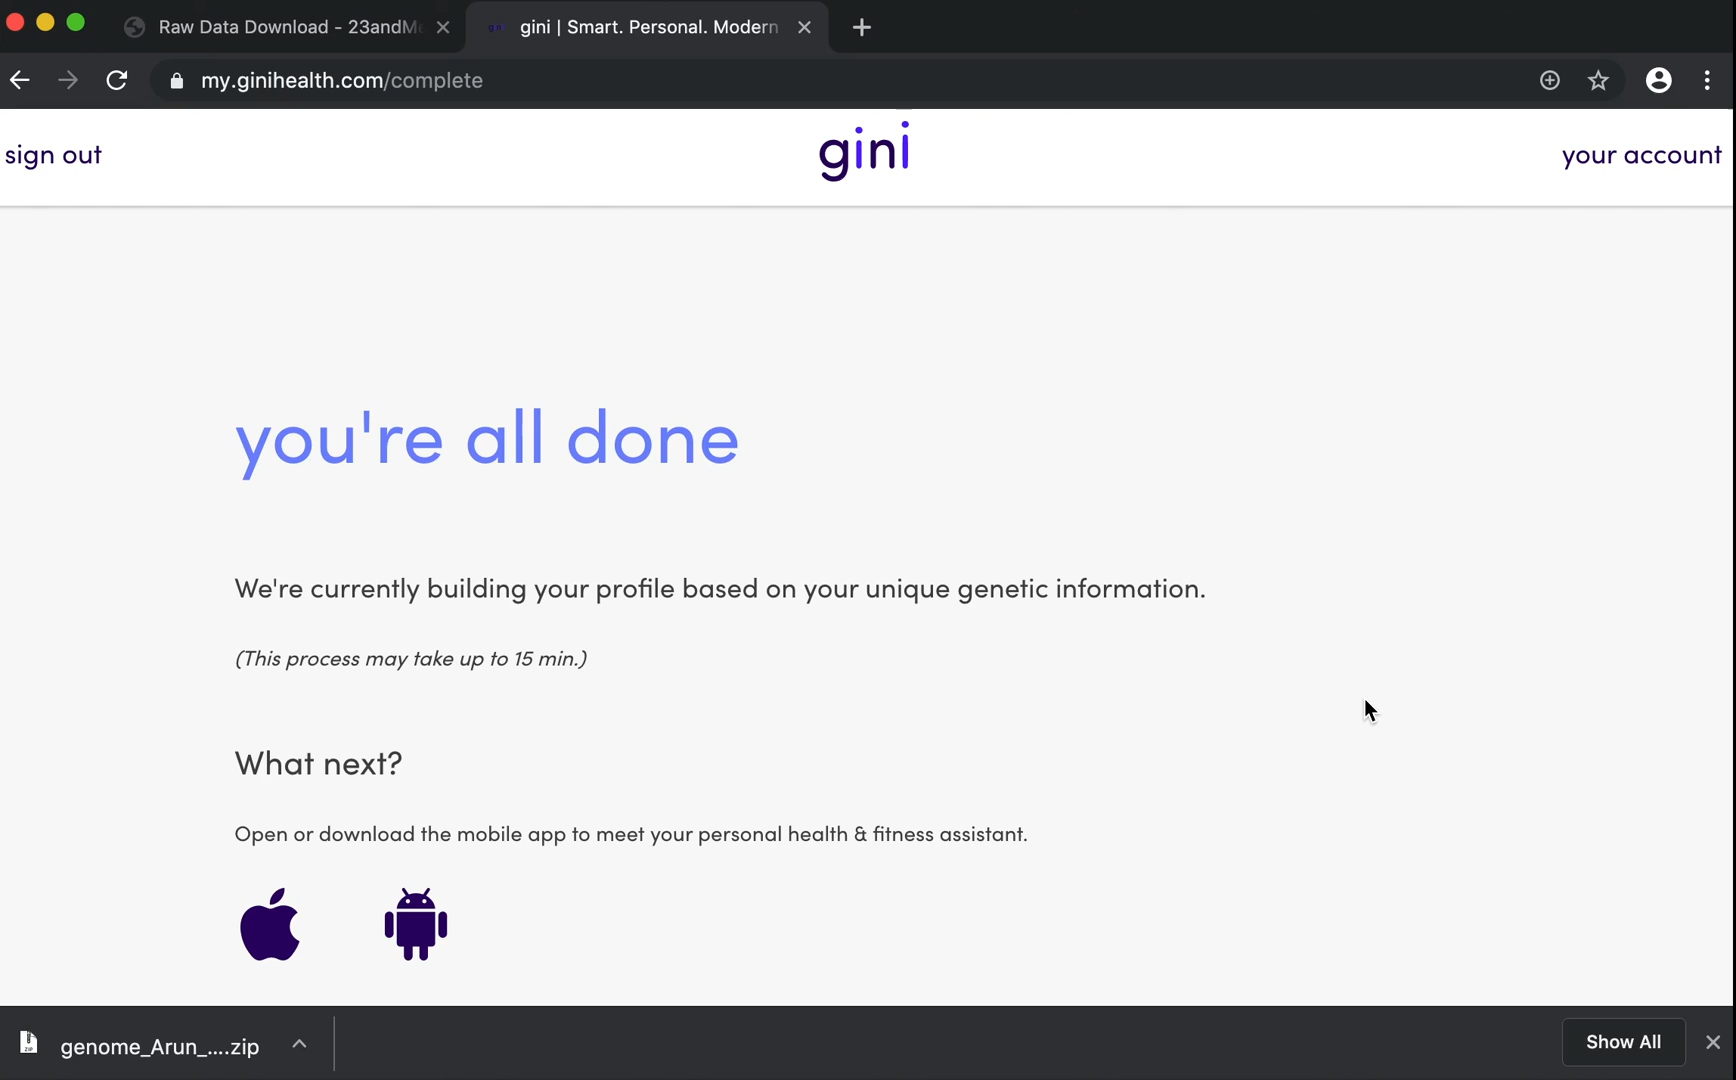 Raw Data Download - 23andMe
gini | Smart. Personal. Modern
my.ginihealth.com/complete
sign out
gini
your account
you're all done
We're currently building your profile based on your unique genetic information.
(This process may take up to 15 min.)
What next?
Open or download the mobile app to meet your personal health & fitness assistant.
genome_Arun_....zip
Show All